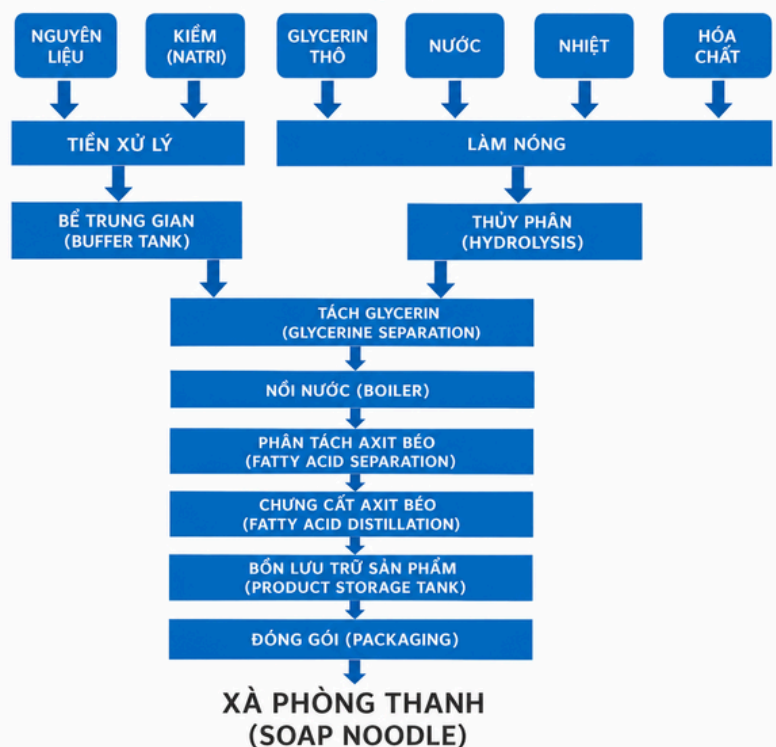 NGUYÊN
LIỆU
KIỀM
(NATRI)
GLYCERIN
THÔ
NƯỚC
NHIỆT
HÓA
CHẤT
TIỀN XỬ LÝ
LÀM NÓNG
BỂ TRUNG GIAN
(BUFFER TANK)
THỦY PHÂN
(HYDROLYSIS)
TÁCH GLYCERIN
(GLYCERINE SEPARATION)
NỒI NƯỚC (BOILER)
PHÂN TÁCH AXIT BÉO
(FATTY ACID SEPARATION)
CHƯNG CẤT AXIT BÉO
(FATTY ACID DISTILLATION)
BỒN LƯU TRỮ SẢN PHẨM
(PRODUCT STORAGE TANK)
ĐÓNG GÓI (PACKAGING)
XÀ PHÒNG THANH
(SOAP NOODLE)